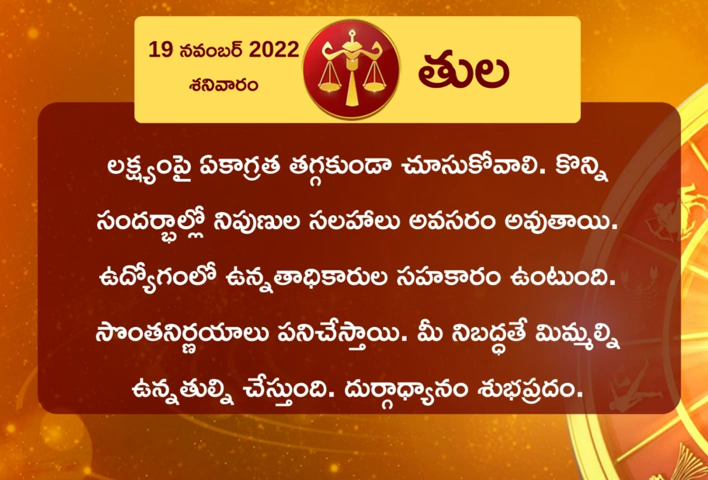 19 నవంబర్ 2022
శనివారం
తుల
లక్ష్యంపై ఏకాగ్రత తగ్గకుండా చూసుకోవాలి. కొన్ని
సందర్భాల్లో నిపుణుల సలహాలు అవసరం అవుతాయి.
ఉద్యోగంలో ఉన్నతాధికారుల సహకారం ఉంటుంది.
సొంతనిర్ణయాలు పనిచేస్తాయి. మీ నిబద్ధతే మిమ్మల్ని
ఉన్నతుల్ని చేస్తుంది. దుర్గాధ్యానం శుభప్రదం.